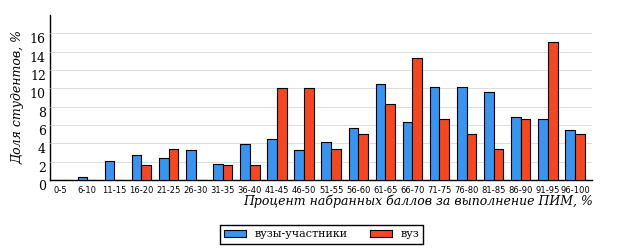 Доля студентов, %
16
14
12
10
8
6
4
2
0
0-5 6-10 11-15 16-20 21-25 26-30 31-35 36-40 41-45 46-50 51-55 56-60 61-65 66-70 71-75 76-80 81-85 86-90 91-95 96-100
Процент набранных баллов за выполнение ПИМ, %
вузы-участники вуз